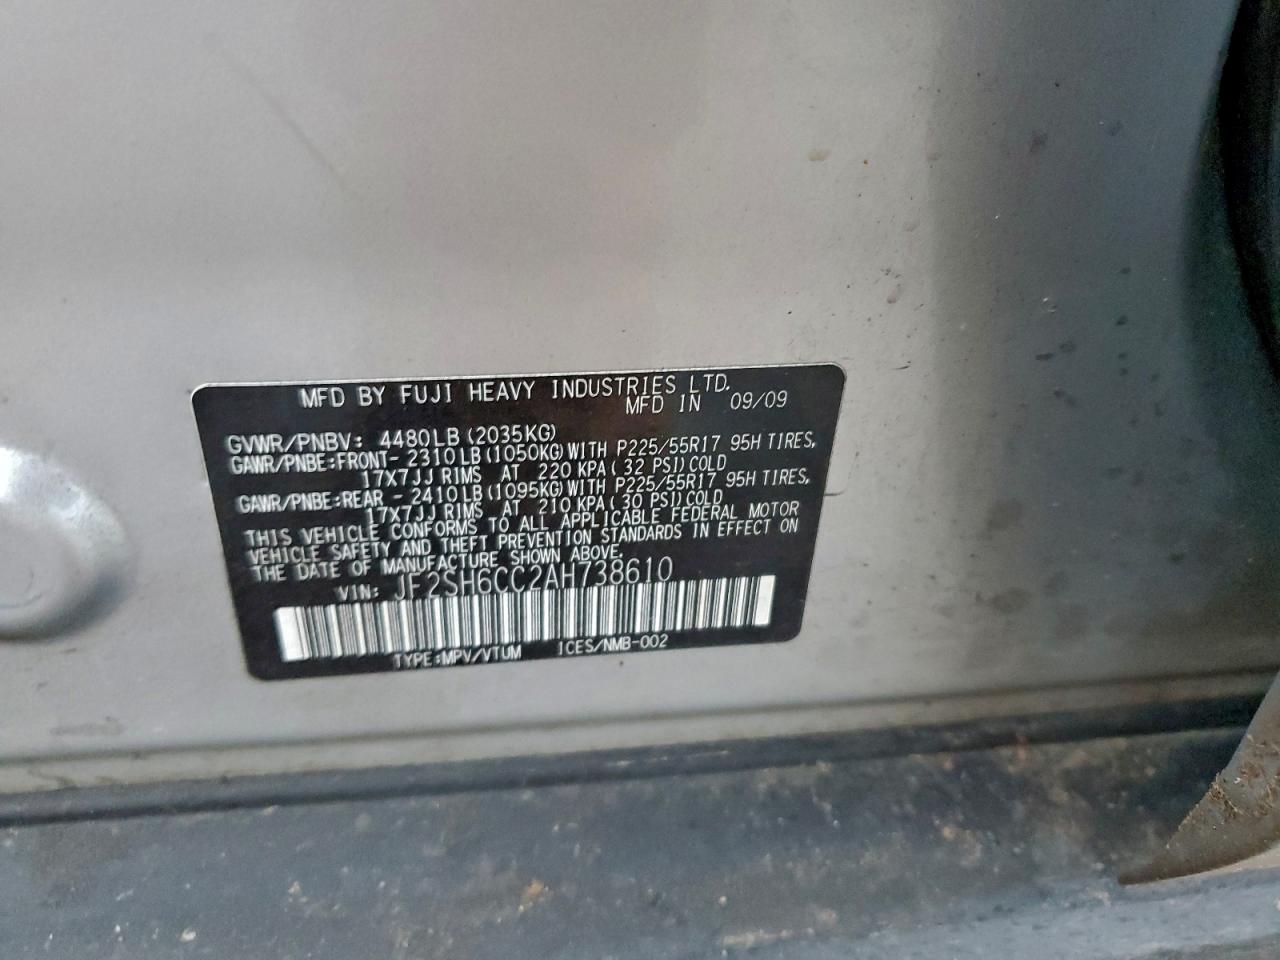 MFD BY FUJI HEAVY INDUSTRIES LTD.
MFD IN 09/09
GVWR/PNBV: 4480LB (2035KG)
GAWR/PNBE:FRONT- 2310LB(1050KG)WITH P225/55R17 95H TIRES,
17X7JJ RIMS AT 220 KPA( 32 PSI)COLD
GAWR/PNBE:REAR - 2410LB(1095KG)WITH P225/55R17 95H TIRES,
17X7JJ RIMS AT 210 KPA( 30 PSI)COLD
THIS VEHICLE CONFORMS TO ALL APPLICABLE FEDERAL MOTOR
VEHICLE SAFETY AND THEFT PREVENTION STANDARDS IN EFFECT ON
THE DATE OF MANUFACTURE SHOWN ABOVE.
VIN: JF2SH6CC2AH738610
TYPE:MPV/VTUM ICES/NMB-002